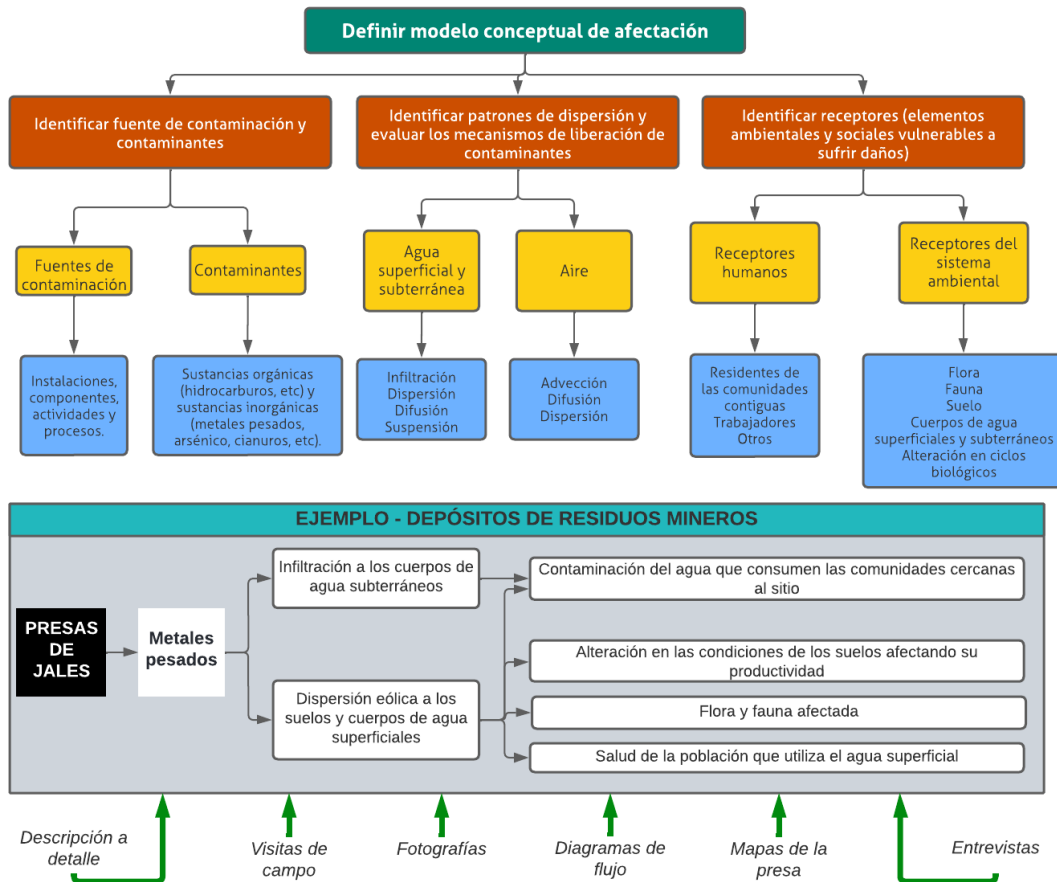 Definir modelo conceptual de afectación
Identificar fuente de contaminación y
contaminantes
Identificar patrones de dispersión y
evaluar los mecanismos de liberación de
contaminantes
Identificar receptores (elementos
ambientales y sociales vulnerables a
sufrir daños)
Fuentes de
contaminación
Contaminantes
Agua
superficial y
subterránea
Aire
Receptores
humanos
Receptores del
sistema
ambiental
Instalaciones,
componentes,
actividades y
procesos.
Sustancias orgánicas
(hidrocarburos, etc) y
sustancias inorgánicas
(metales pesados,
arsénico, cianuros, etc).
Infiltración
Dispersión
Difusión
Suspensión
Advección
Difusión
Dispersión
Residentes de
las comunidades
contiguas
Trabajadores
Otros
Flora
Fauna
Suelo
Cuerpos de agua
superficiales y subterráneos
Alteración en ciclos
biológicos
EJEMPLO - DEPÓSITOS DE RESIDUOS MINEROS
PRESAS
DE
JALES
Metales
pesados
Infiltración a los cuerpos de
agua subterráneos
Dispersión eólica a los
suelos y cuerpos de agua
superficiales
Contaminación del agua que consumen las comunidades cercanas
al sitio
Alteración en las condiciones de los suelos afectando su
productividad
Flora y fauna afectada
Salud de la población que utiliza el agua superficial
Descripción a
detalle
Visitas de
campo
Fotografías
Diagramas de
flujo
Mapas de la
presa
Entrevistas